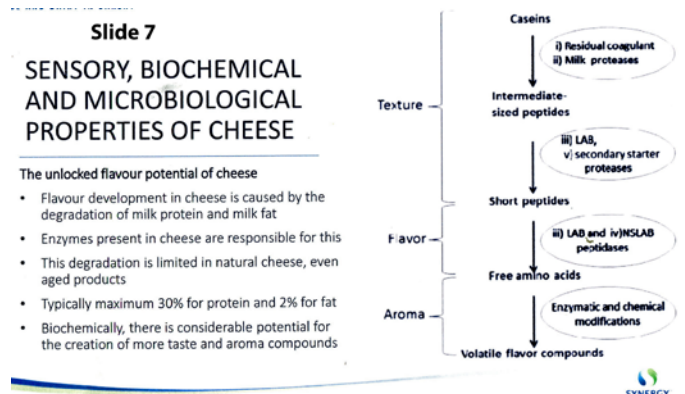 Slide 7
SENSORY, BIOCHEMICAL
AND MICROBIOLOGICAL
PROPERTIES OF CHEESE
The unlocked flavour potential of cheese
• Flavour development in cheese is caused by the
degradation of milk protein and milk fat
• Enzymes present in cheese are responsible for this
• This degradation is limited in natural cheese, even
aged products
• Typically maximum 30% for protein and 2% for fat
• Biochemically, there is considerable potential for
the creation of more taste and aroma compounds
Caseins
i) Residual coagulant
ii) Milk proteases
Texture
Intermediate-
sized peptides
iii) LAB,
v) secondary starter
proteases
Short peptides
Flavor
iii) LAB and iv)NSLAB
peptidases
Free amino acids
Aroma
Enzymatic and chemical
modifications
Volatile flavor compounds
SYNERGY